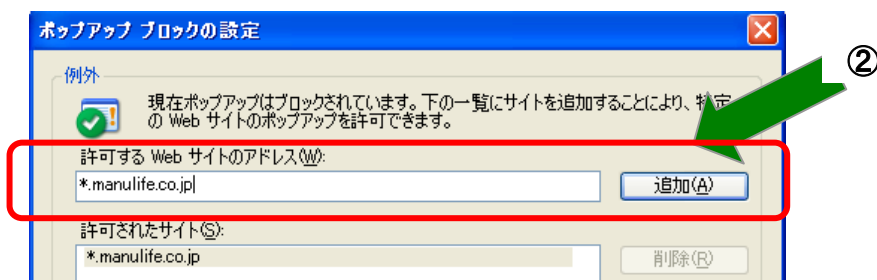 ポップアップ ブロックの設定
②
例外
現在ポップアップはブロックされています。下の一覧にサイトを追加することにより、特定
の Web サイトのポップアップを許可できます。
許可する Web サイトのアドレス(W):
*.manulife.co.jp
追加(A)
許可されたサイト(S):
*.manulife.co.jp
削除(R)